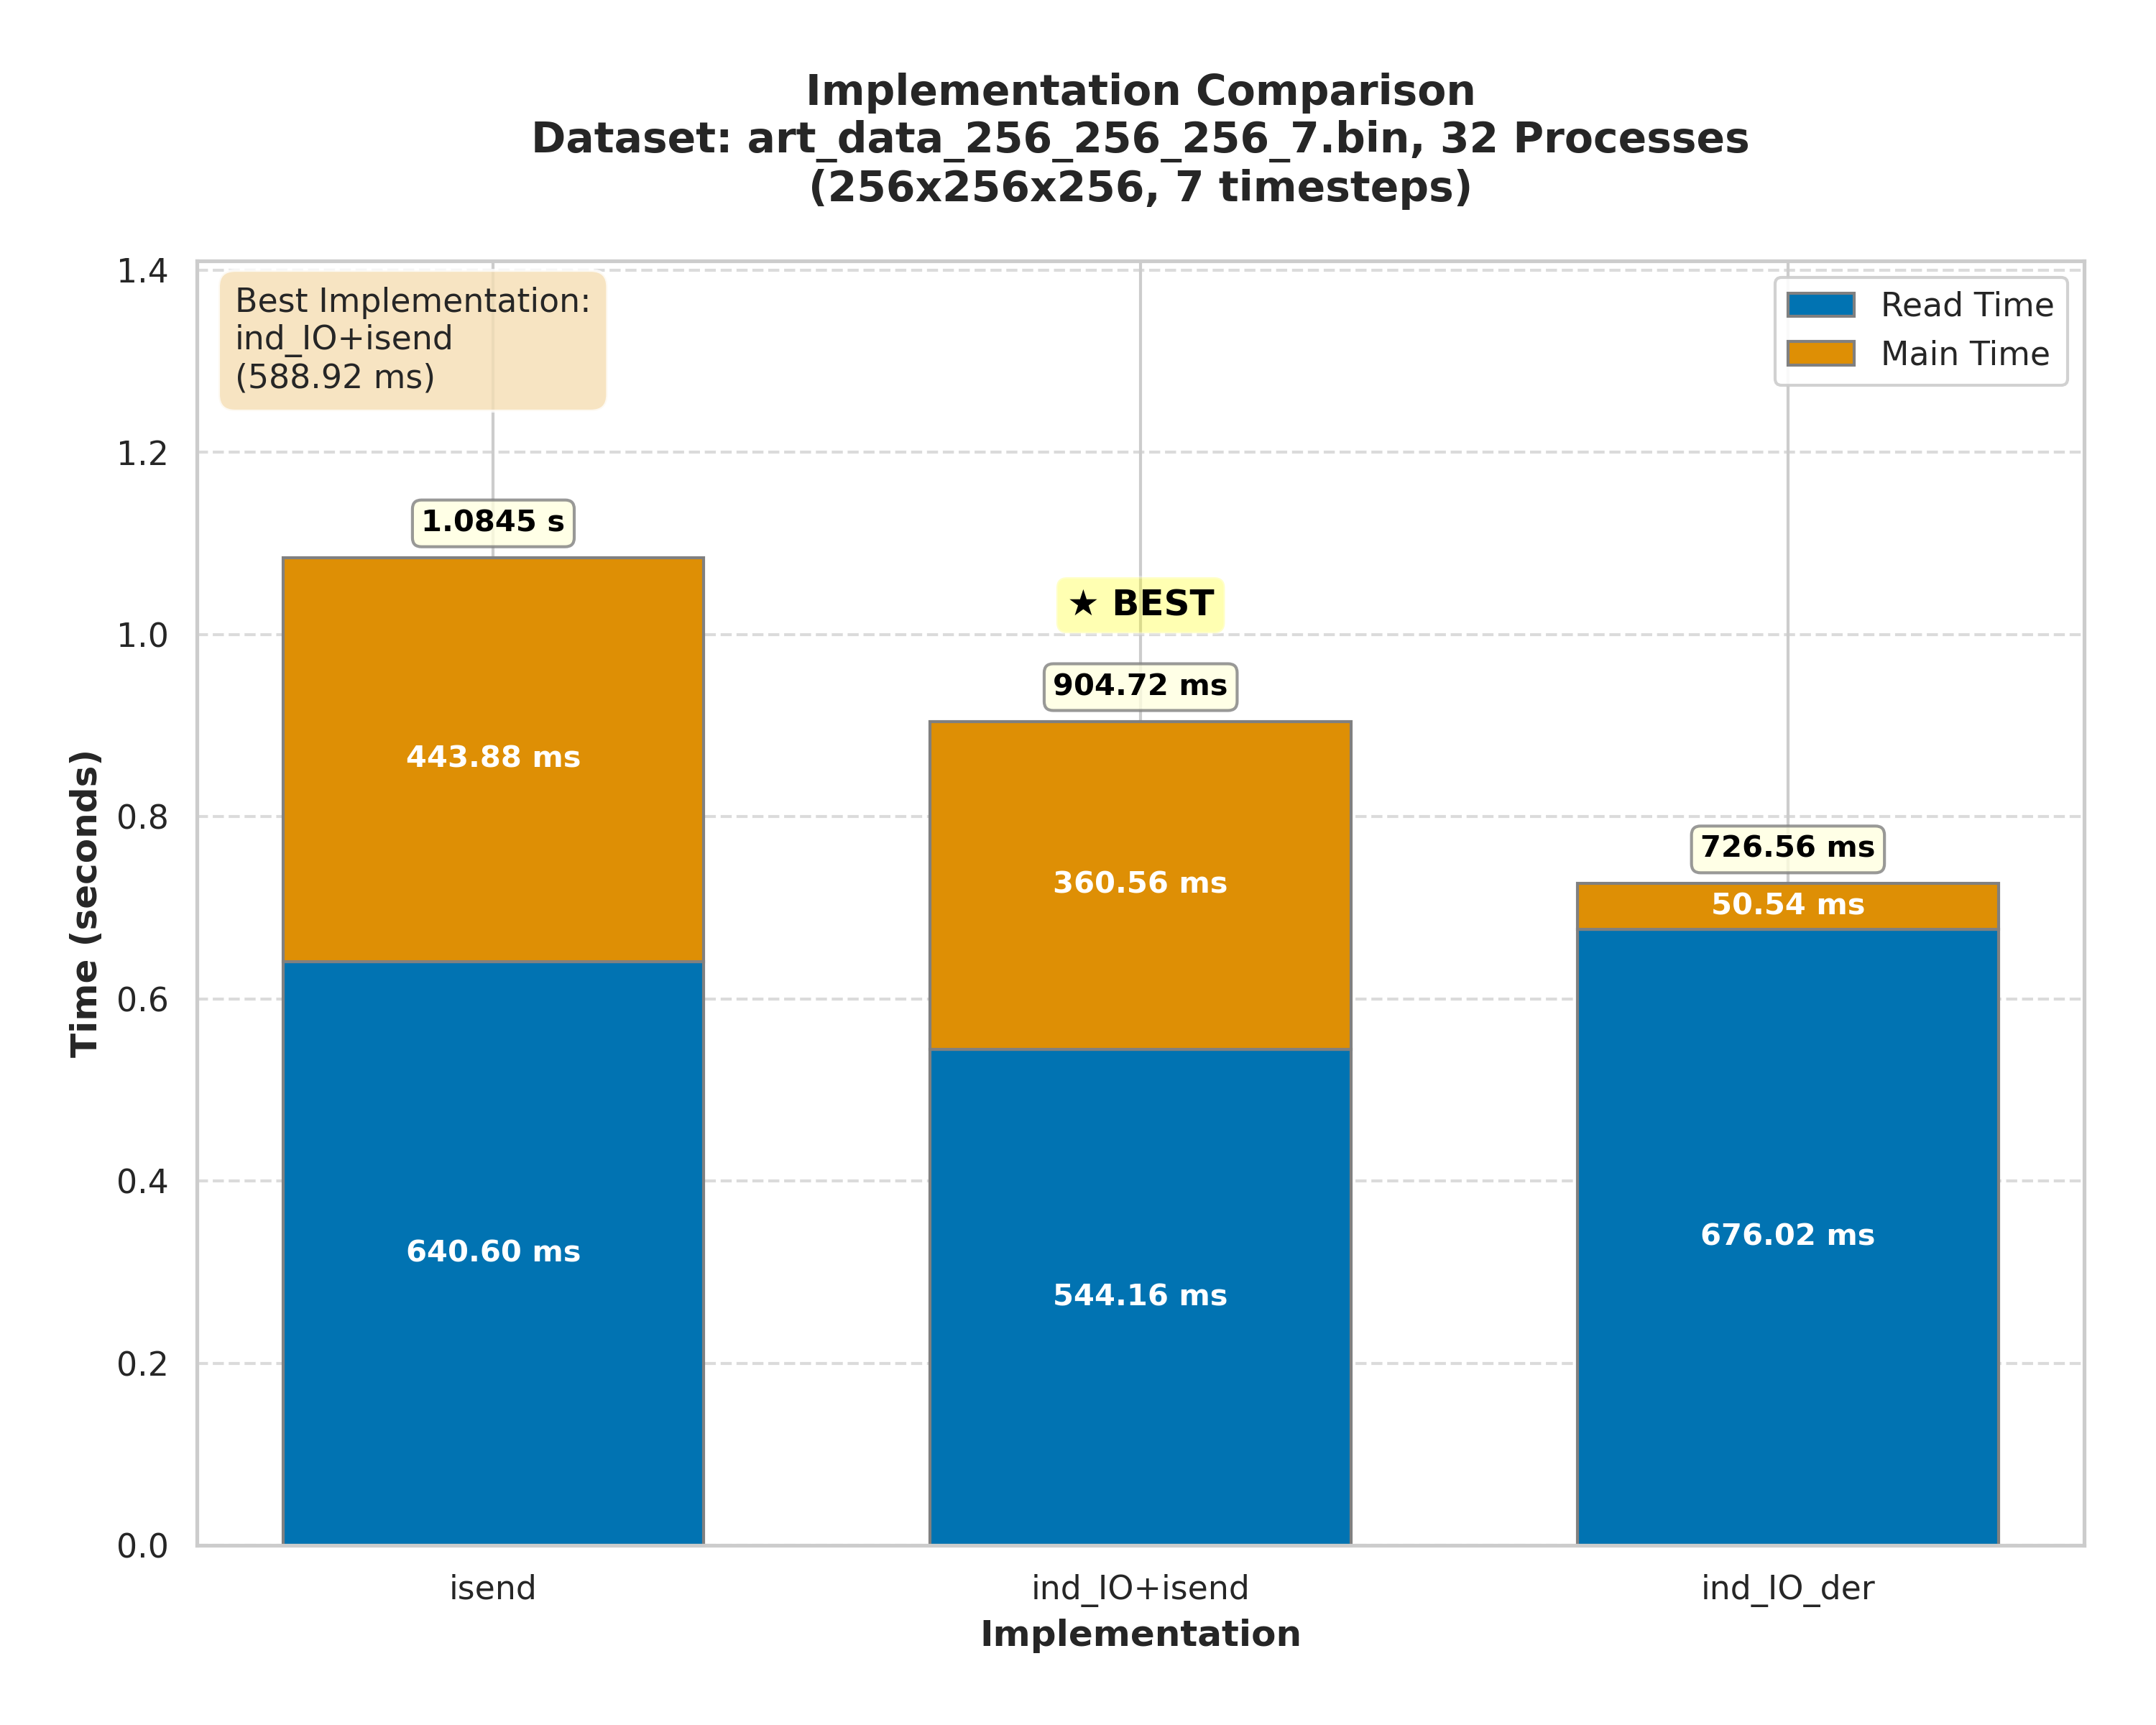 Implementation Comparison
Dataset: art_data_256_256_256_7.bin, 32 Processes
(256x256x256, 7 timesteps)
Best Implementation:
ind_IO+isend
(588.92 ms)
Read Time
Main Time
1.4
1.2
1.0
0.8
0.6
0.4
0.2
0.0
Time (seconds)
1.0845 s
443.88 ms
640.60 ms
★ BEST
904.72 ms
360.56 ms
544.16 ms
726.56 ms
50.54 ms
676.02 ms
isend
ind_IO+isend
ind_IO_der
Implementation